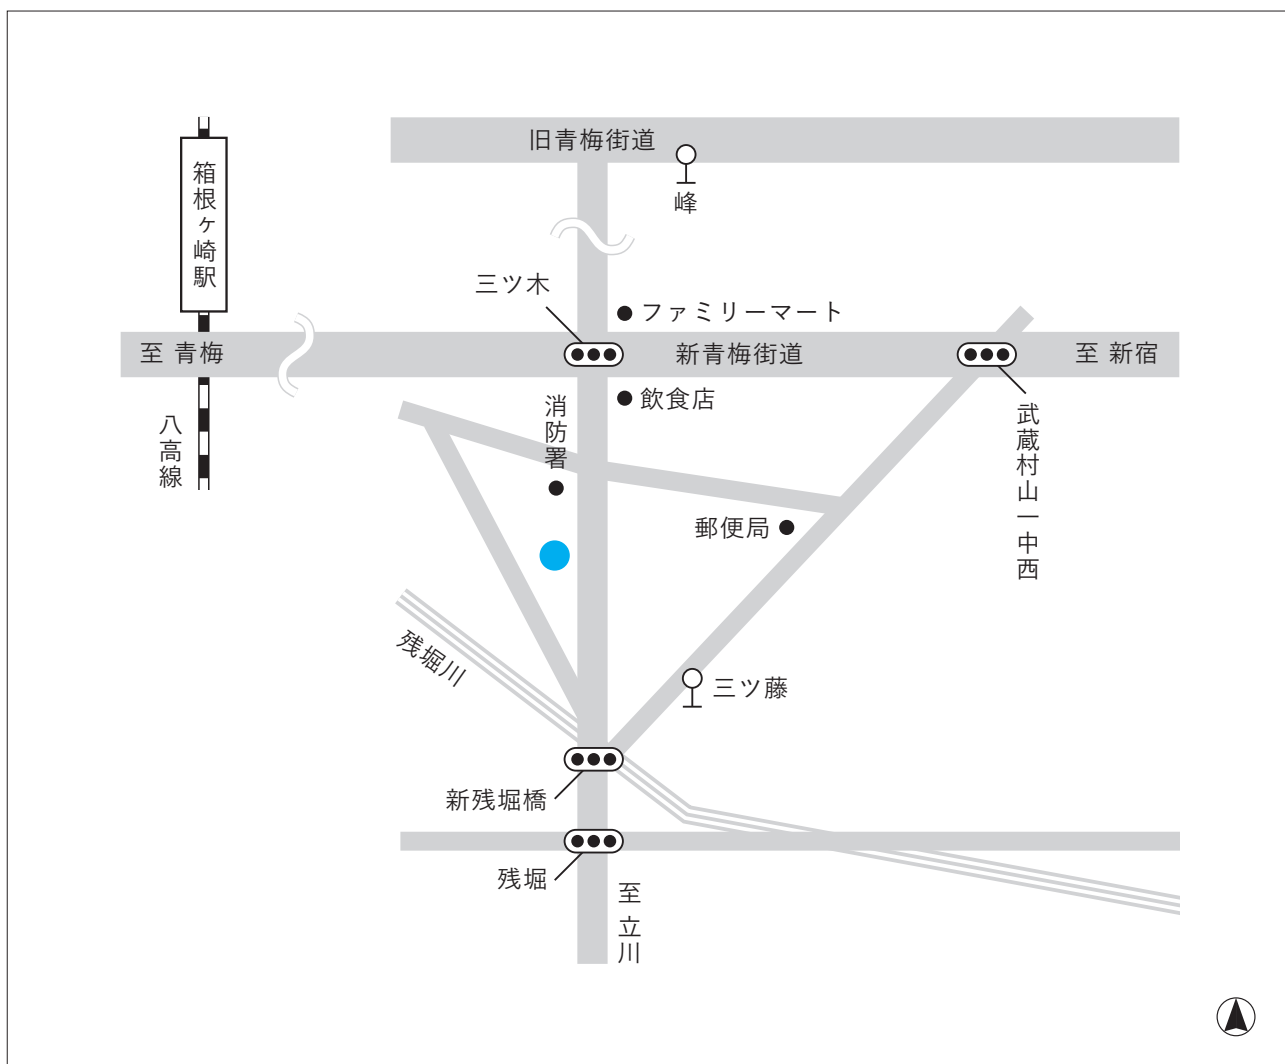 旧青梅街道
峰
箱根ヶ崎駅
三ツ木
ファミリーマート
至 青梅
新青梅街道
至 新宿
飲食店
消防署
八高線
武蔵村山一中西
郵便局
残堀川
三ツ藤
新残堀橋
残堀
至 立川